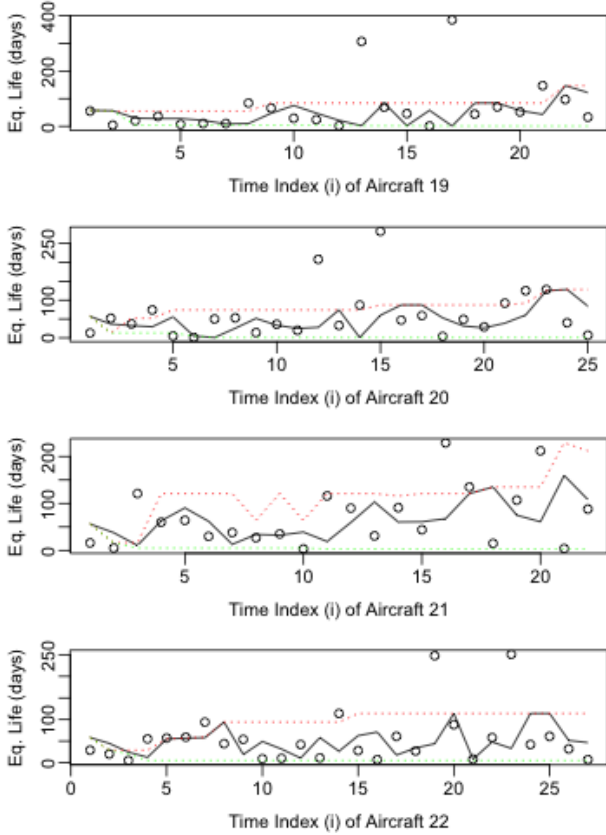 Eq. Life (days)
0 200 400
5 10 15 20
Time Index (i) of Aircraft 19
Eq. Life (days)
0 100 250
5 10 15 20 25
Time Index (i) of Aircraft 20
Eq. Life (days)
0 100 200
5 10 15 20
Time Index (i) of Aircraft 21
Eq. Life (days)
0 100 250
0 5 10 15 20 25
Time Index (i) of Aircraft 22